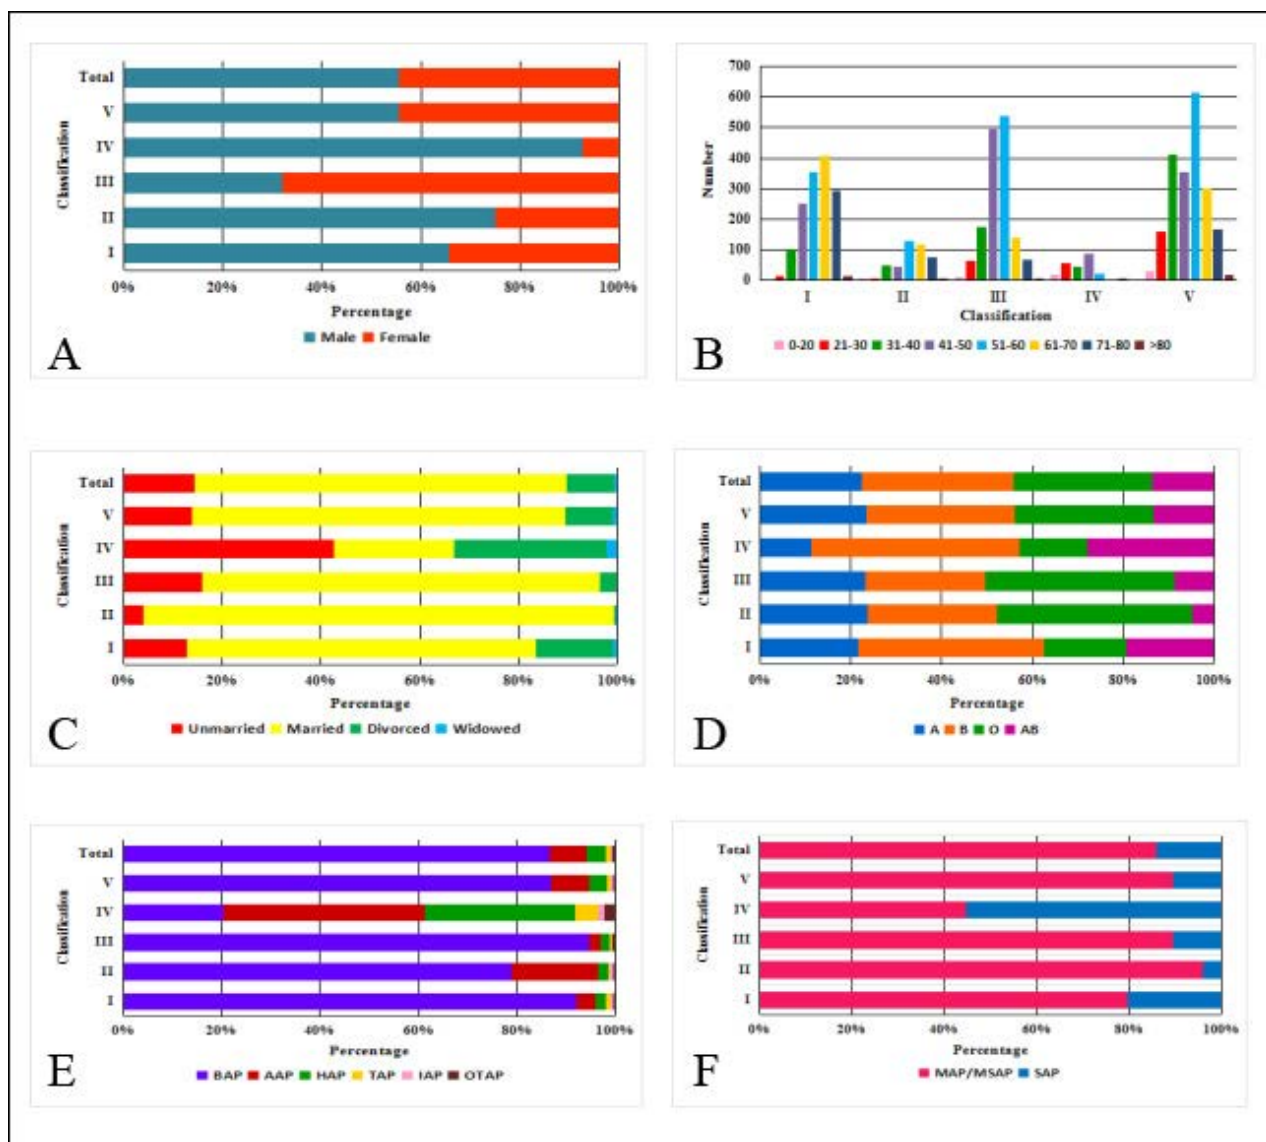 Total
V
IV
III
II
I
Classification
0% 20% 40% 60% 80% 100%
Percentage
Male Female
A
700
600
500
400
300
200
100
0
Number
I II III IV V
Classification
0-20 21-30 31-40 41-50 51-60 61-70 71-80 >80
B
Total
V
IV
III
II
I
Classification
0% 20% 40% 60% 80% 100%
Percentage
Unmarried Married Divorced Widowed
C
Total
V
IV
III
II
I
Classification
0% 20% 40% 60% 80% 100%
Percentage
A B O AB
D
Total
V
IV
III
II
I
Classification
0% 20% 40% 60% 80% 100%
Percentage
BAP AAP HAP TAP IAP OTAP
E
Total
V
IV
III
II
I
Classification
0% 20% 40% 60% 80% 100%
Percentage
MAP/MSAP SAP
F